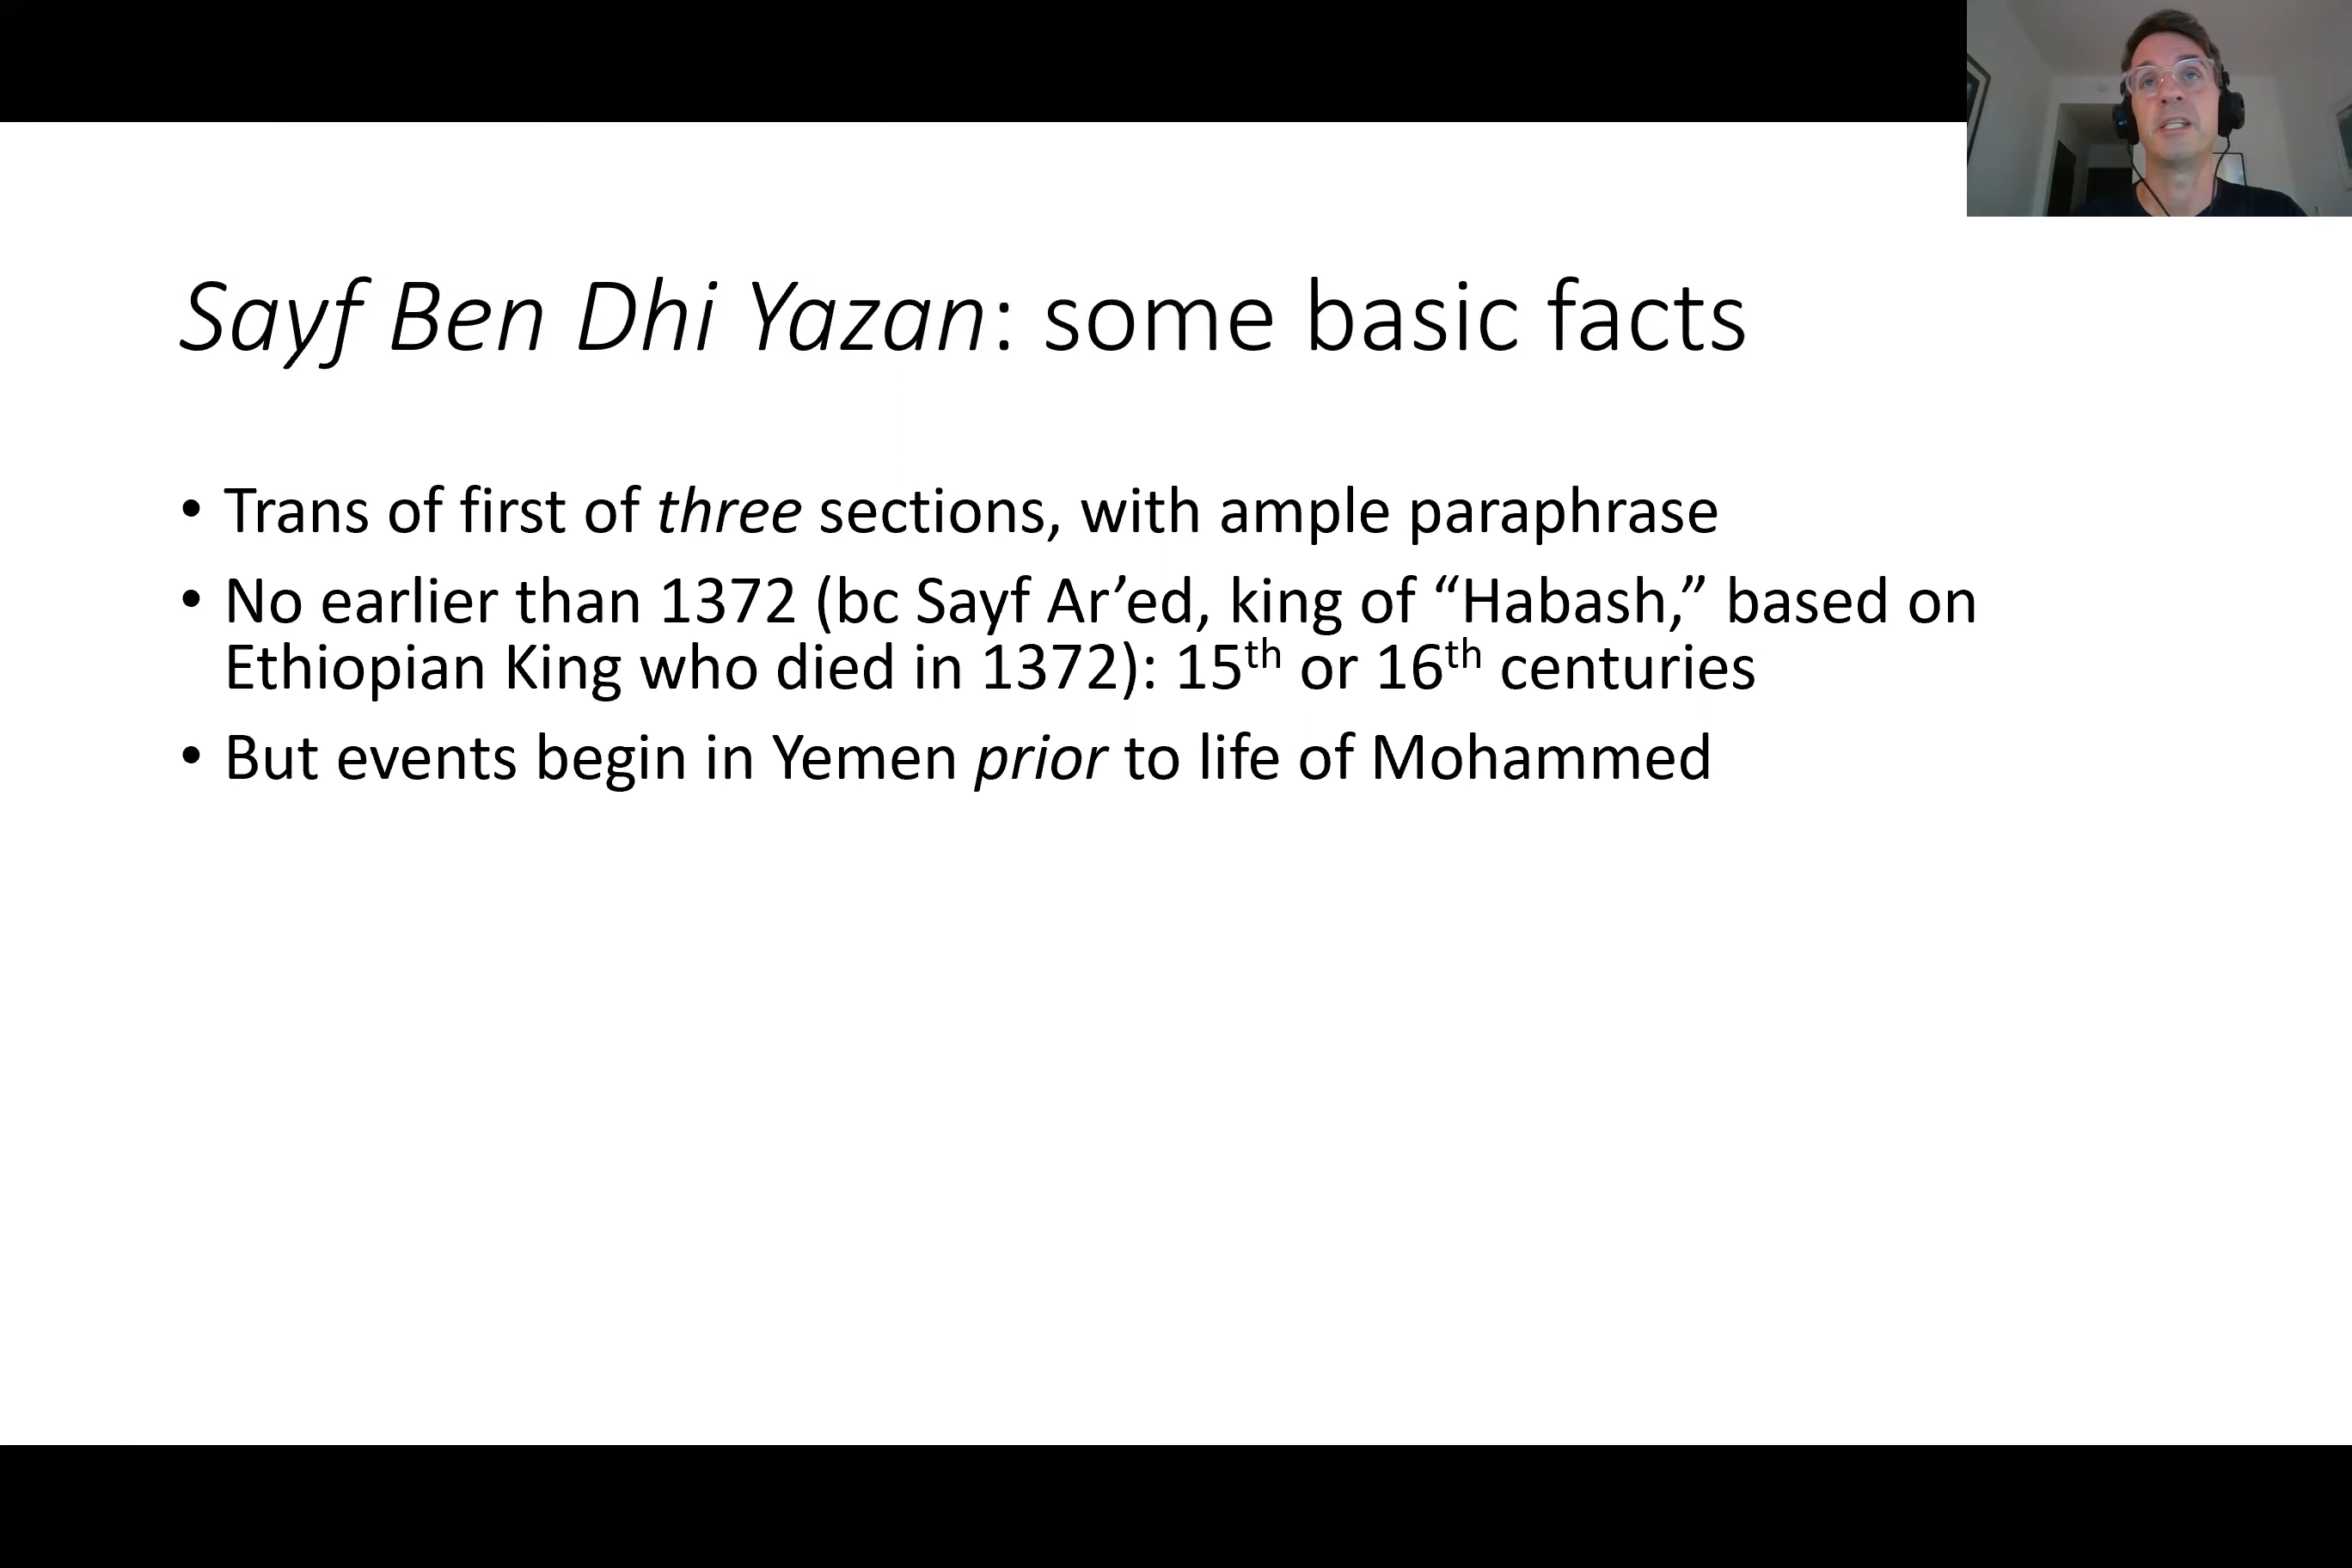 Sayf Ben Dhi Yazan: some basic facts
• Trans of first of three sections, with ample paraphrase
• No earlier than 1372 (bc Sayf Ar’ed, king of “Habash,” based on
Ethiopian King who died in 1372): 15th or 16th centuries
• But events begin in Yemen prior to life of Mohammed